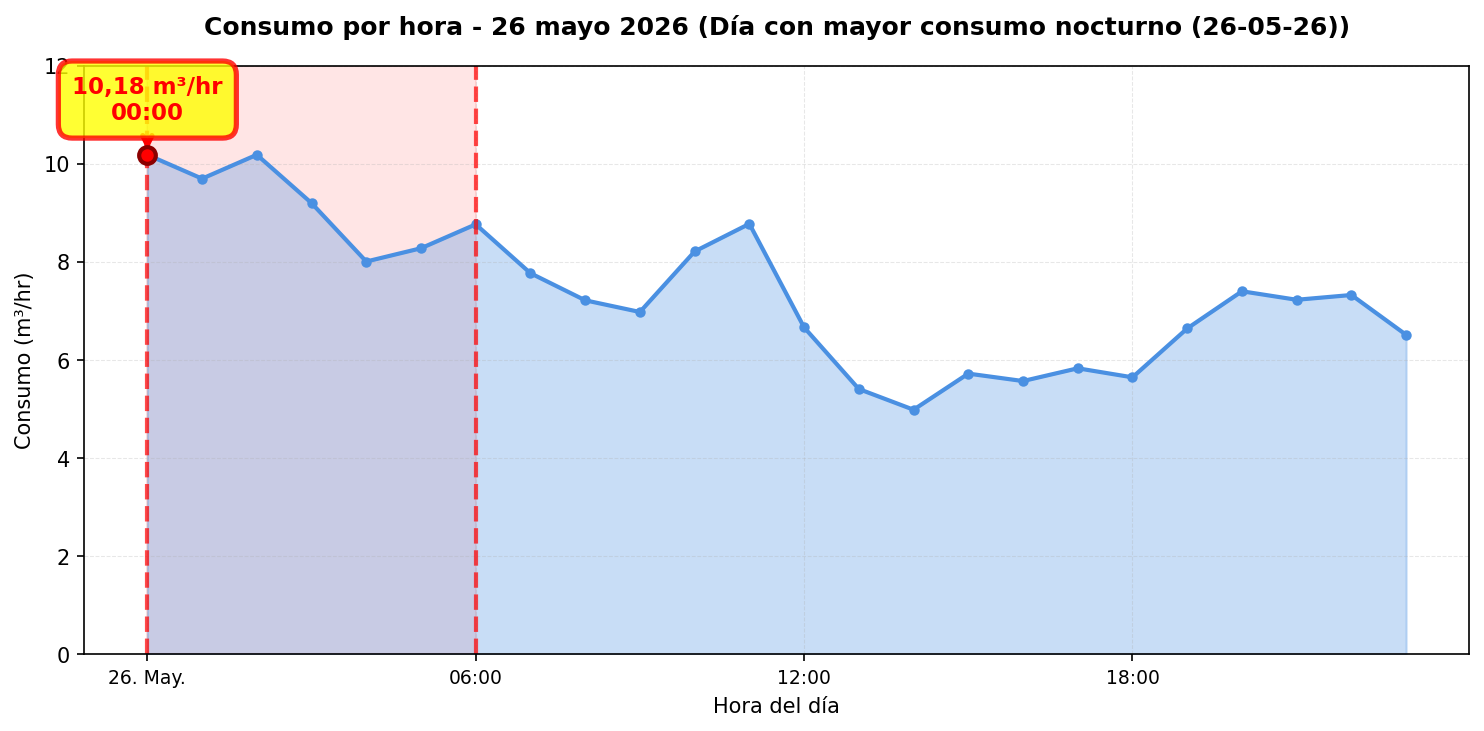 Consumo por hora - 26 mayo 2026 (Día con mayor consumo nocturno (26-05-26))
12
10,18 m³/hr
00:00
10
8
6
4
2
0
Consumo (m³/hr)
26. May.
06:00
12:00
18:00
Hora del día